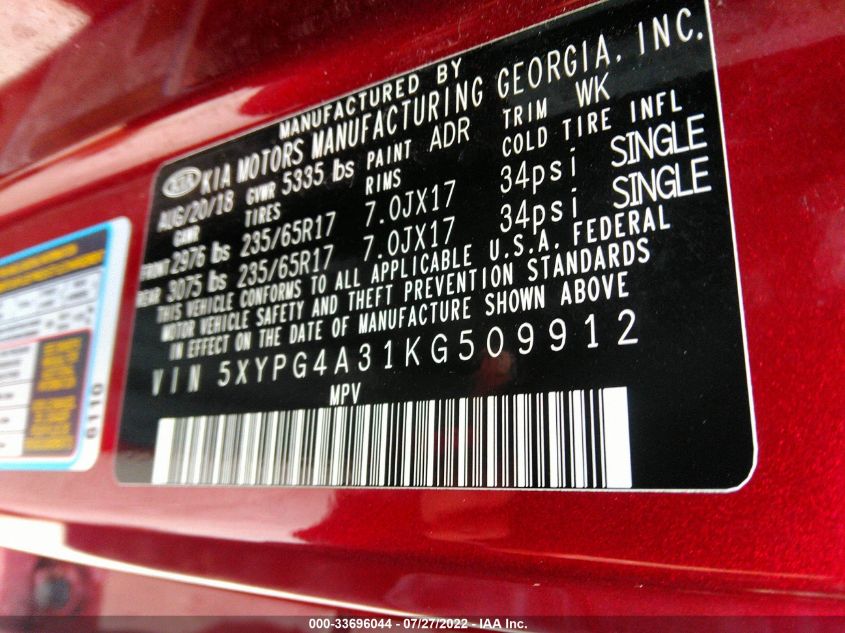 MANUFACTURED BY
KIA KIA MOTORS MANUFACTURING GEORGIA, INC.
AUG/20/18 GVWR 5335 lbs PAINT ADR TRIM WK
GAWR TIRES RIMS COLD TIRE INFL
FRONT 2976 lbs 235/65R17 7.0JX17 34psi SINGLE
REAR 3075 lbs 235/65R17 7.0JX17 34psi SINGLE
THIS VEHICLE CONFORMS TO ALL APPLICABLE U.S.A. FEDERAL
MOTOR VEHICLE SAFETY AND THEFT PREVENTION STANDARDS
IN EFFECT ON THE DATE OF MANUFACTURE SHOWN ABOVE
VIN 5XYPG4A31KG509912
MPV
6110
000-33696044 - 07/27/2022 - IAA Inc.